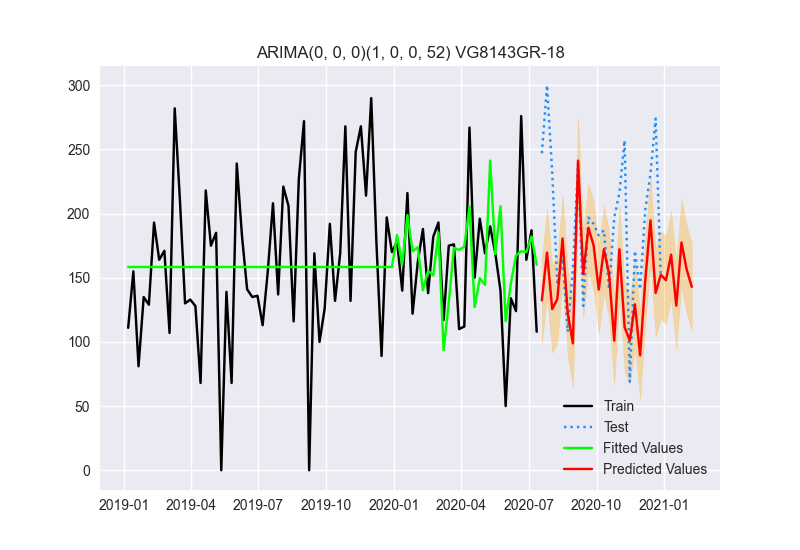 ARIMA(0, 0, 0)(1, 0, 0, 52) VG8143GR-18
300
250
200
150
100
50
0
2019-01 2019-04 2019-07 2019-10 2020-01 2020-04 2020-07 2020-10 2021-01
Train
Test
Fitted Values
Predicted Values